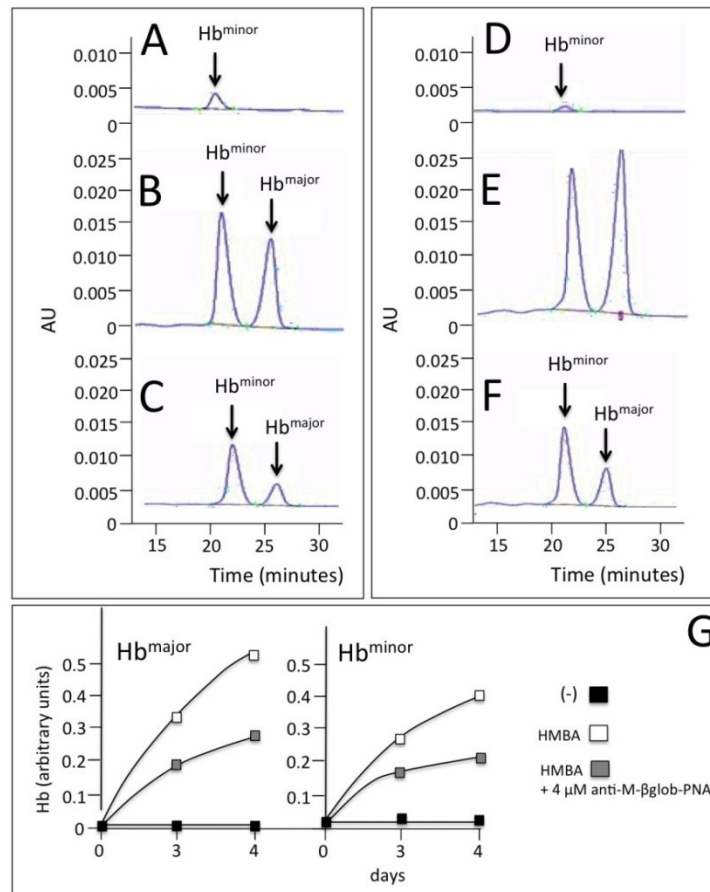 A
Hb^minor
0.010
0.005
0
B
Hb^minor
Hb^major
0.025
0.020
0.015
0.010
0.005
0
AU
C
Hb^minor
Hb^major
0.025
0.020
0.015
0.010
0.005
0
15 20 25 30
Time (minutes)
D
Hb^minor
0.010
0.005
0
E
0.025
0.020
0.015
0.010
0.005
0
AU
F
Hb^minor
Hb^major
0.025
0.020
0.015
0.010
0.005
0
15 20 25 30
Time (minutes)
G
Hb (arbitrary units)
Hb^major
0.5
0.4
0.3
0.2
0.1
0
0 3 4
Hb^minor
0.5
0.4
0.3
0.2
0.1
0 3 4
days
(-)
HMBA
HMBA
+ 4 μM anti-M-βglob-PNA